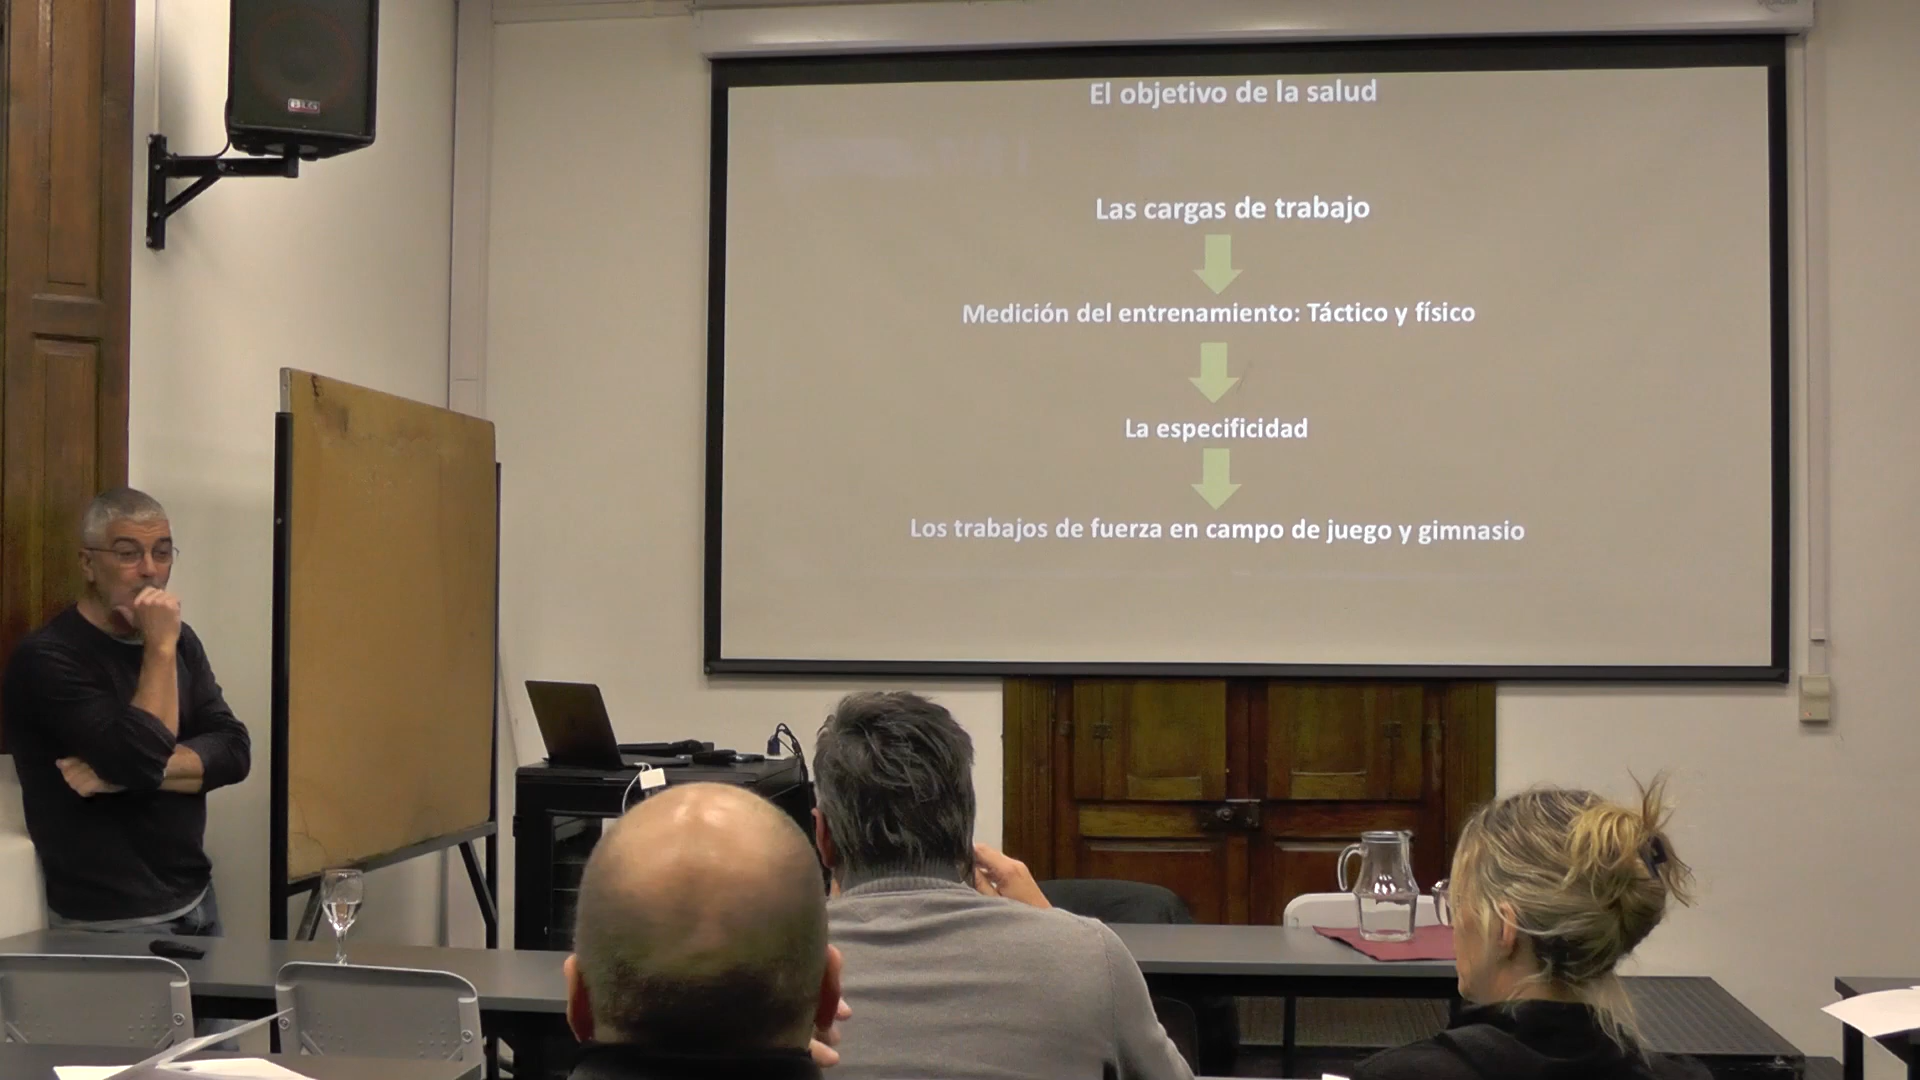 BLG
El objetivo de la salud
Las cargas de trabajo
Medición del entrenamiento: Táctico y físico
La especificidad
Los trabajos de fuerza en campo de juego y gimnasio